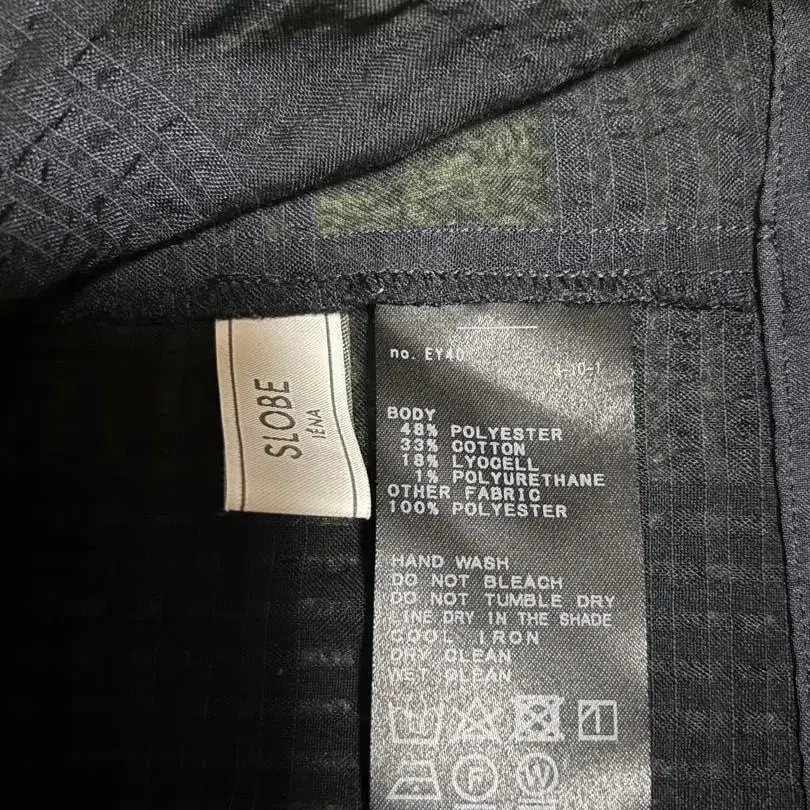 SLOBE
IÉNA
no. EY40
BODY
48% POLYESTER
33% COTTON
18% LYOCELL
1% POLYURETHANE
OTHER FABRIC
100% POLYESTER
HAND WASH
DO NOT BLEACH
DO NOT TUMBLE DRY
LINE DRY IN THE SHADE
COOL IRON
DRY CLEAN
WET CLEAN
F W